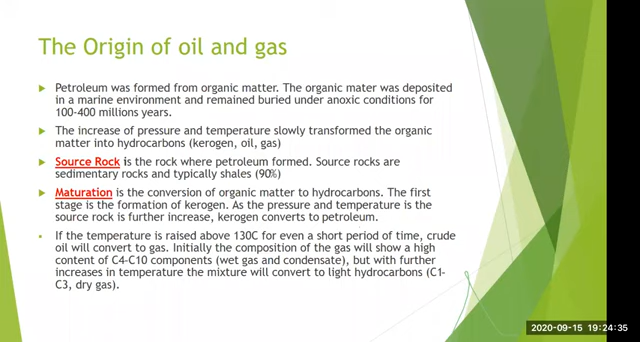 The Origin of oil and gas
Petroleum was formed from organic matter. The organic mater was deposited
in a marine environment and remained buried under anoxic conditions for
100-400 millions years.
The increase of pressure and temperature slowly transformed the organic
matter into hydrocarbons (kerogen, oil, gas)
Source Rock is the rock where petroleum formed. Source rocks are
sedimentary rocks and typically shales (90%)
Maturation is the conversion of organic matter to hydrocarbons. The first
stage is the formation of kerogen. As the pressure and temperature is the
source rock is further increase, kerogen converts to petroleum.
If the temperature is raised above 130C for even a short period of time, crude
oil will convert to gas. Initially the composition of the gas will show a high
content of C4-C10 components (wet gas and condensate), but with further
increases in temperature the mixture will convert to light hydrocarbons (C1-
C3, dry gas).
2020-09-15 19:24:35